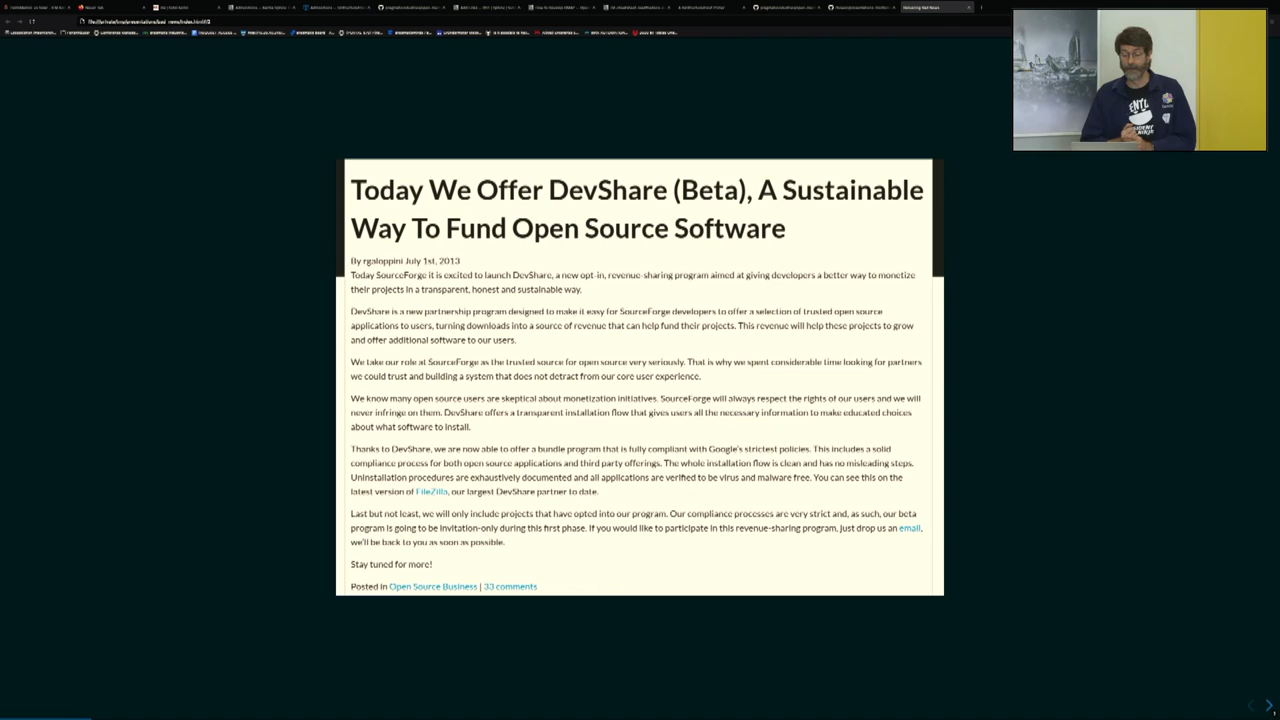 Today We Offer DevShare (Beta), A Sustainable
Way To Fund Open Source Software
By rgaloppini July 1st, 2013
Today SourceForge it is excited to launch DevShare, a new opt-in, revenue-sharing program aimed at giving developers a better way to monetize
their projects in a transparent, honest and sustainable way.
DevShare is a new partnership program designed to make it easy for SourceForge developers to offer a selection of trusted open source
applications to users, turning downloads into a source of revenue that can help fund their projects. This revenue will help these projects to grow
and offer additional software to our users.
We take our role at SourceForge as the trusted source for open source very seriously. That is why we spent considerable time looking for partners
we could trust and building a system that does not detract from our core user experience.
We know many open source users are skeptical about monetization initiatives. SourceForge will always respect the rights of our users and we will
never infringe on them. DevShare offers a transparent installation flow that gives users all the necessary information to make educated choices
about what software to install.
Thanks to DevShare, we are now able to offer a bundle program that is fully compliant with Google's strictest policies. This includes a solid
compliance process for both open source applications and third party offerings. The whole installation flow is clean and has no misleading steps.
Uninstallation procedures are exhaustively documented and all applications are verified to be virus and malware free. You can see this on the
latest version of FileZilla, our largest DevShare partner to date.
Last but not least, we will only include projects that have opted into our program. Our compliance processes are very strict and, as such, our beta
program is going to be invitation-only during this first phase. If you would like to participate in this revenue-sharing program, just drop us an email,
we'll be back to you as soon as possible.
Stay tuned for more!
Posted in Open Source Business | 33 comments